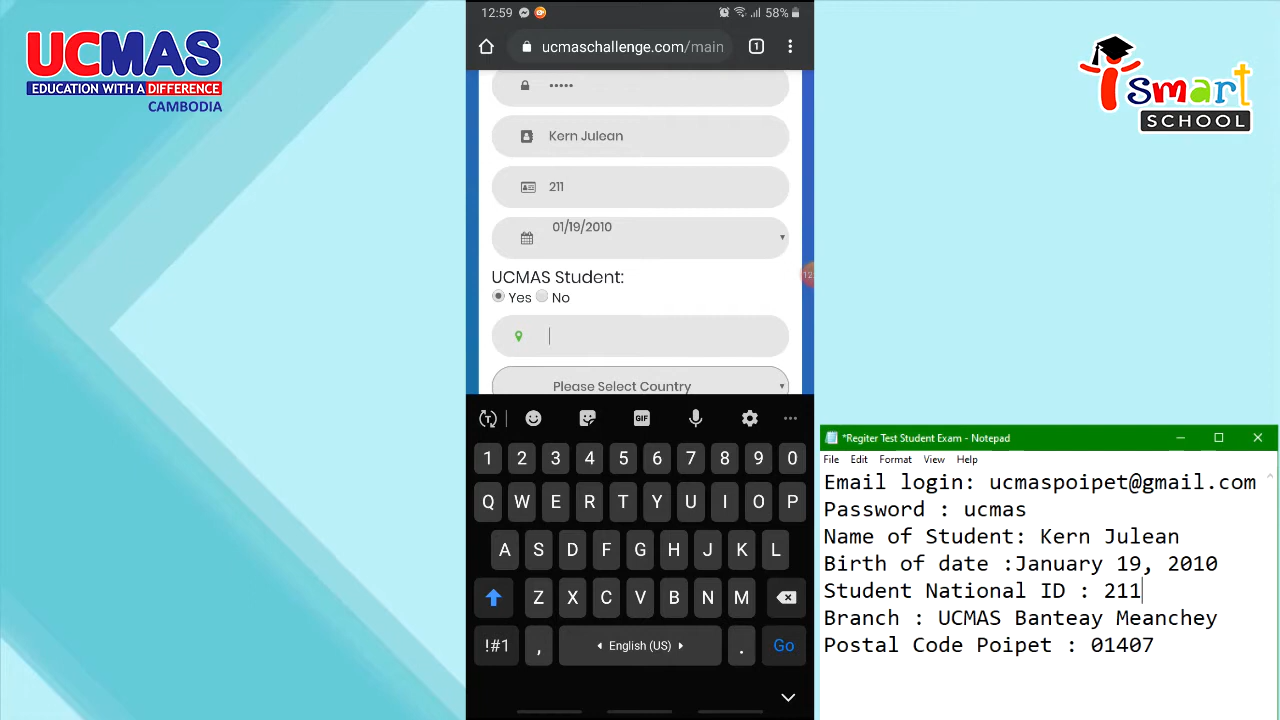 UCMAS
EDUCATION WITH A DIFFERENCE
CAMBODIA
12:59
58%
ucmaschallenge.com/main
1
•••••
Kern Julean
211
01/19/2010
UCMAS Student:
Yes No
Please Select Country
GIF
1 2 3 4 5 6 7 8 9 0
Q W E R T Y U I O P
A S D F G H J K L
Z X C V B N M
!#1 , English (US) . Go
i Smart
SCHOOL
*Regiter Test Student Exam - Notepad
File Edit Format View Help
Email login: ucmaspoipet@gmail.com
Password : ucmas
Name of Student: Kern Julean
Birth of date :January 19, 2010
Student National ID : 211
Branch : UCMAS Banteay Meanchey
Postal Code Poipet : 01407